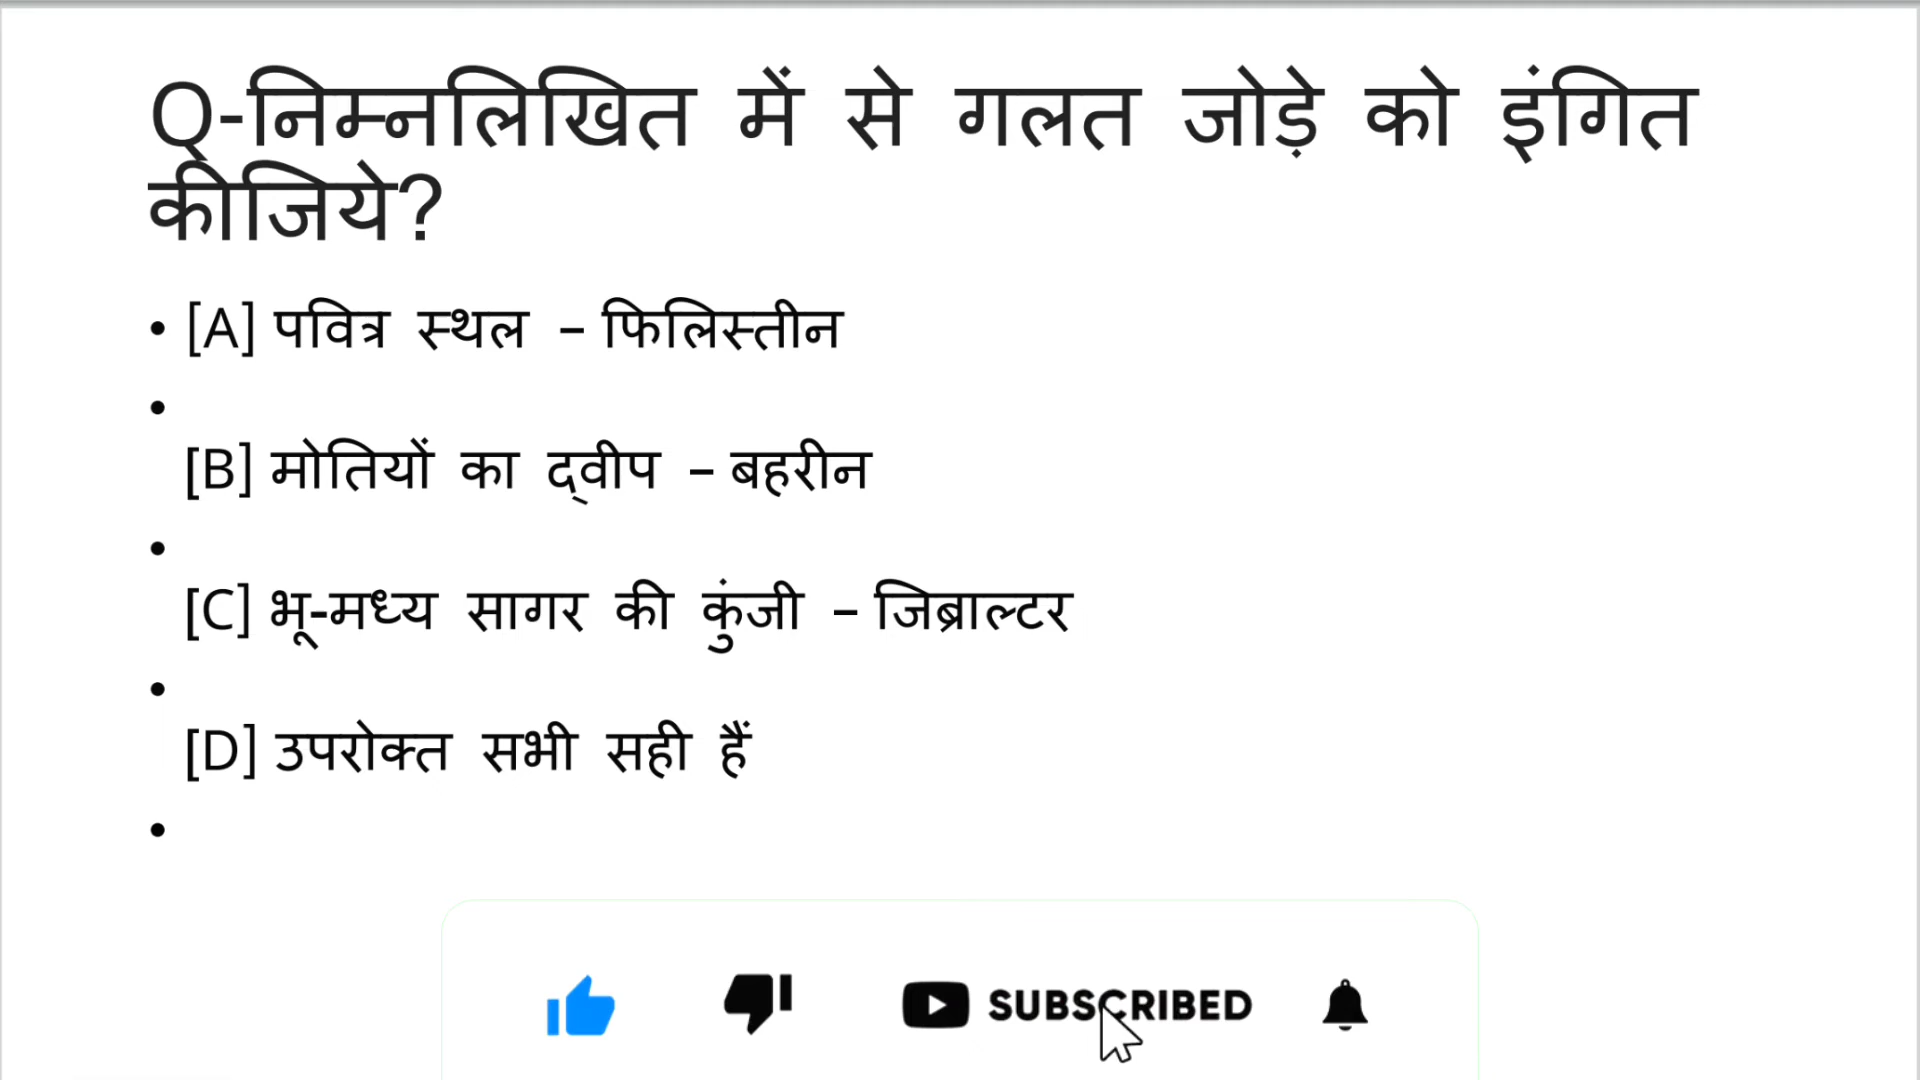 Q-निम्नलिखित में से गलत जोड़े को इंगित
कीजिये?
• [A] पवित्र स्थल – फिलिस्तीन
•
[B] मोतियों का द्वीप – बहरीन
•
[C] भू-मध्य सागर की कुंजी – जिब्राल्टर
•
[D] उपरोक्त सभी सही हैं
•
SUBSCRIBED